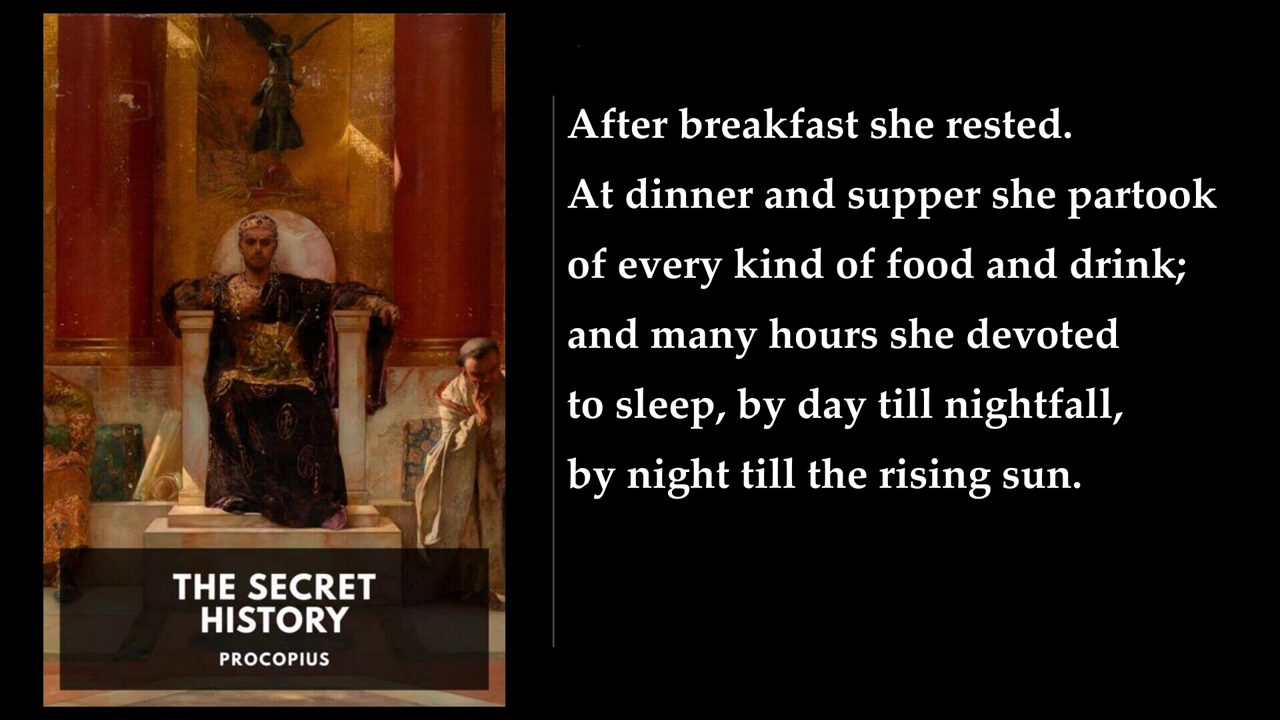 THE SECRET
HISTORY
PROCOPIUS
After breakfast she rested.
At dinner and supper she partook
of every kind of food and drink;
and many hours she devoted
to sleep, by day till nightfall,
by night till the rising sun.